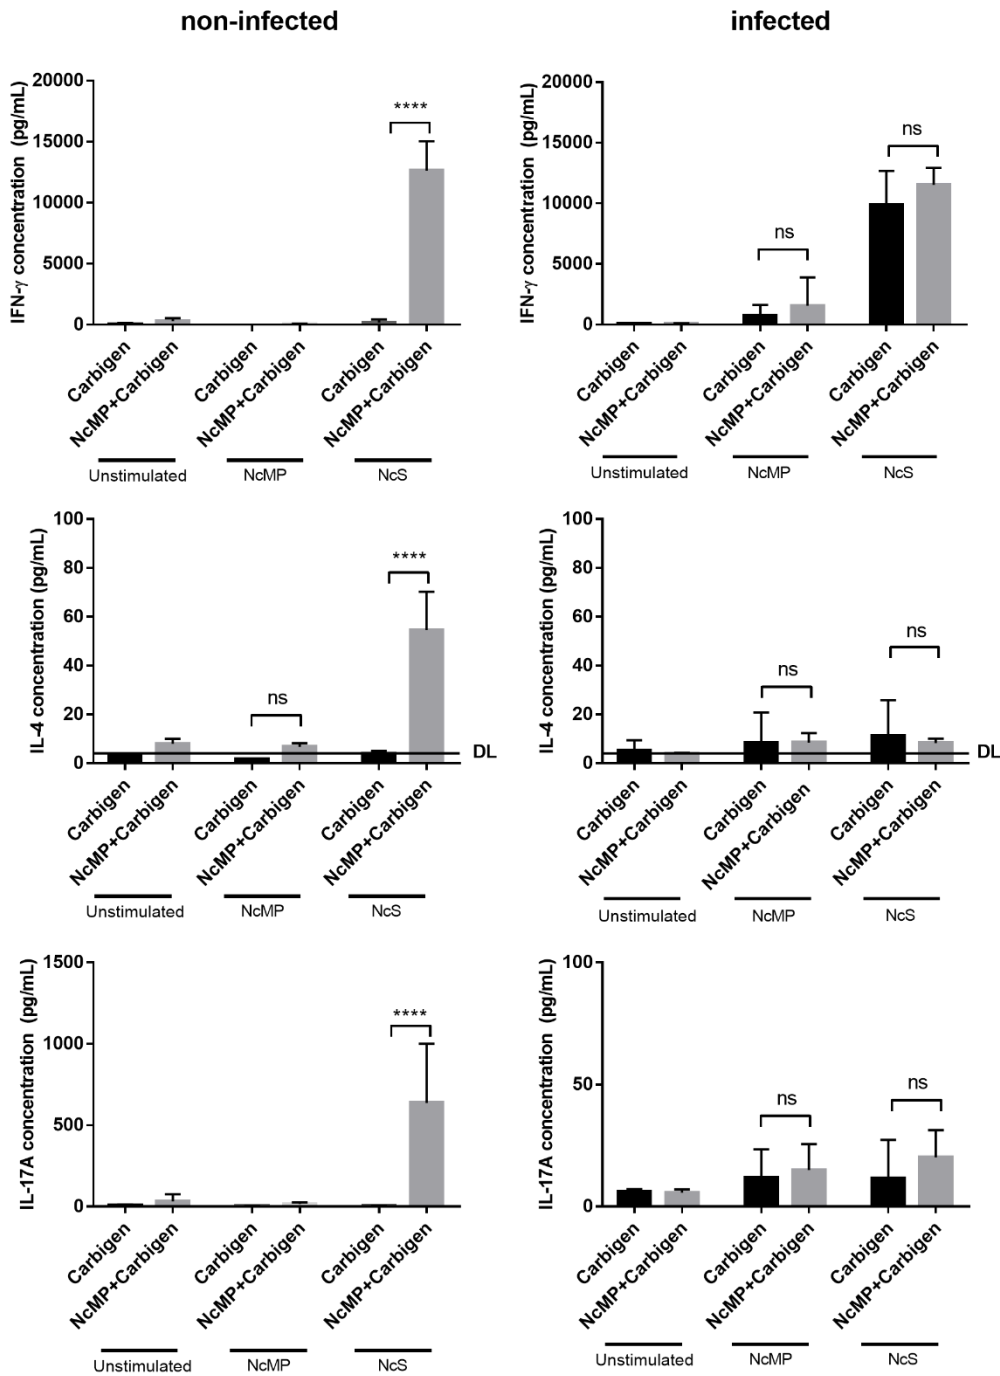 non-infected
infected
IFN-γ concentration (pg/mL)
20000
15000
10000
5000
0
****
Carbigen
NcMP+Carbigen
Carbigen
NcMP+Carbigen
Carbigen
NcMP+Carbigen
Unstimulated
NcMP
NcS
IFN-γ concentration (pg/mL)
20000
15000
10000
5000
0
ns
ns
Carbigen
NcMP+Carbigen
Carbigen
NcMP+Carbigen
Carbigen
NcMP+Carbigen
Unstimulated
NcMP
NcS
IL-4 concentration (pg/mL)
100
80
60
40
20
0
ns
****
DL
Carbigen
NcMP+Carbigen
Carbigen
NcMP+Carbigen
Carbigen
NcMP+Carbigen
Unstimulated
NcMP
NcS
IL-4 concentration (pg/mL)
100
80
60
40
20
0
ns
ns
DL
Carbigen
NcMP+Carbigen
Carbigen
NcMP+Carbigen
Carbigen
NcMP+Carbigen
Unstimulated
NcMP
NcS
IL-17A concentration (pg/mL)
1500
1000
500
0
****
Carbigen
NcMP+Carbigen
Carbigen
NcMP+Carbigen
Carbigen
NcMP+Carbigen
Unstimulated
NcMP
NcS
IL-17A concentration (pg/mL)
100
50
0
ns
ns
Carbigen
NcMP+Carbigen
Carbigen
NcMP+Carbigen
Carbigen
NcMP+Carbigen
Unstimulated
NcMP
NcS